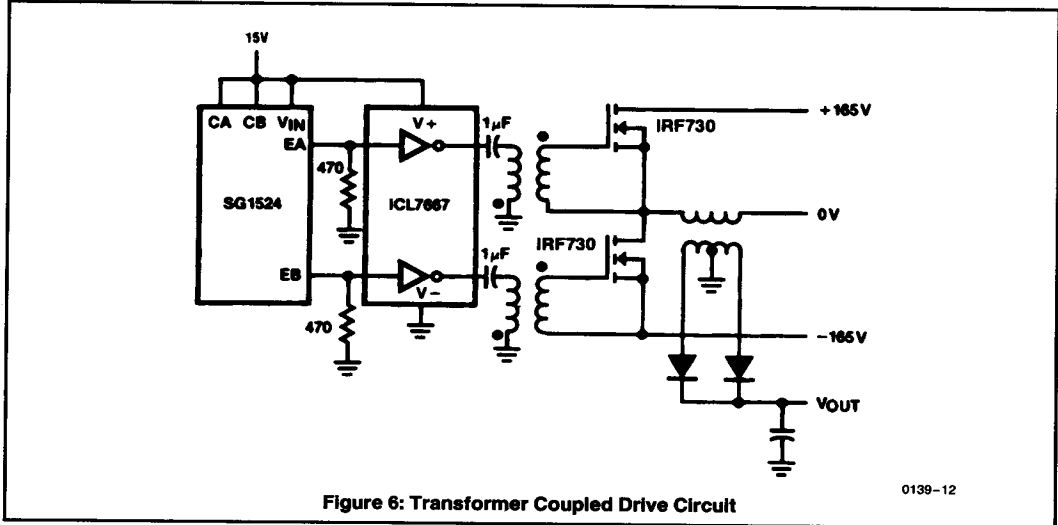 15V
CA CB VIN
EA
V+
1μF
IRF730
+165V
470
SG1524
ICL7667
0V
IRF730
1μF
EB
V−
470
−165V
VOUT
0139-12
Figure 6: Transformer Coupled Drive Circuit